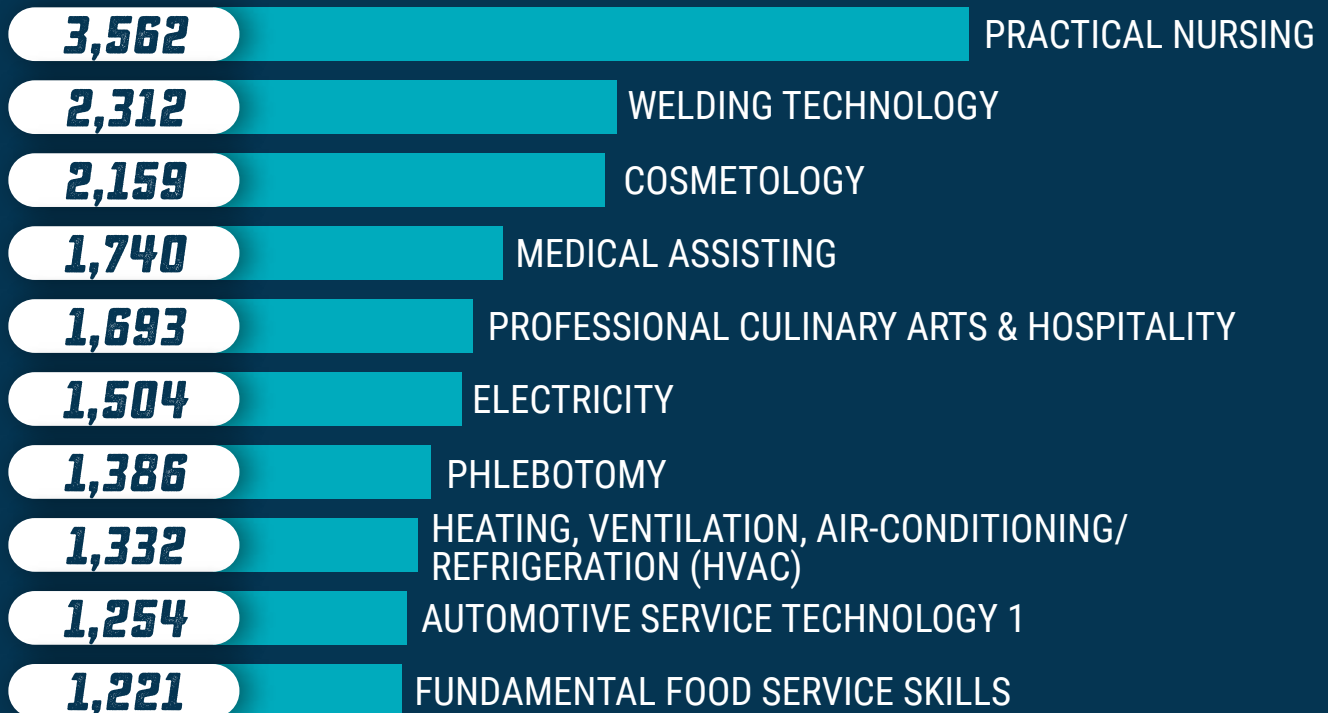 3,562 PRACTICAL NURSING
2,312 WELDING TECHNOLOGY
2,159 COSMETOLOGY
1,740 MEDICAL ASSISTING
1,693 PROFESSIONAL CULINARY ARTS & HOSPITALITY
1,504 ELECTRICITY
1,386 PHLEBOTOMY
1,332 HEATING, VENTILATION, AIR-CONDITIONING/
REFRIGERATION (HVAC)
1,254 AUTOMOTIVE SERVICE TECHNOLOGY 1
1,221 FUNDAMENTAL FOOD SERVICE SKILLS